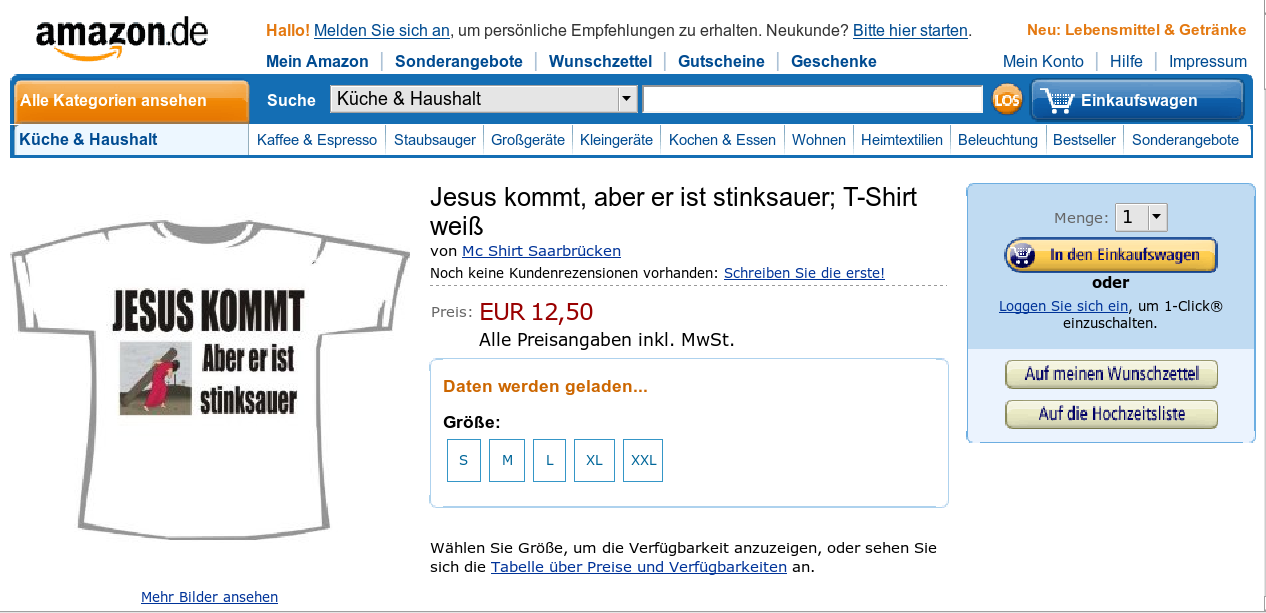 amazon.de
Hallo! Melden Sie sich an, um persönliche Empfehlungen zu erhalten. Neukunde? Bitte hier starten.
Neu: Lebensmittel & Getränke
Mein Amazon | Sonderangebote | Wunschzettel | Gutscheine | Geschenke
Mein Konto | Hilfe | Impressum
Alle Kategorien ansehen
Suche
Küche & Haushalt
LOS
Einkaufswagen
Küche & Haushalt
Kaffee & Espresso
Staubsauger
Großgeräte
Kleingeräte
Kochen & Essen
Wohnen
Heimtextilien
Beleuchtung
Bestseller
Sonderangebote
JESUS KOMMT
Aber er ist
stinksauer
Mehr Bilder ansehen
Jesus kommt, aber er ist stinksauer; T-Shirt
weiß
von Mc Shirt Saarbrücken
Noch keine Kundenrezensionen vorhanden: Schreiben Sie die erste!
Preis: EUR 12,50
Alle Preisangaben inkl. MwSt.
Daten werden geladen...
Größe:
S
M
L
XL
XXL
Wählen Sie Größe, um die Verfügbarkeit anzuzeigen, oder sehen Sie
sich die Tabelle über Preise und Verfügbarkeiten an.
Menge: 1
In den Einkaufswagen
oder
Loggen Sie sich ein, um 1-Click®
einzuschalten.
Auf meinen Wunschzettel
Auf die Hochzeitsliste